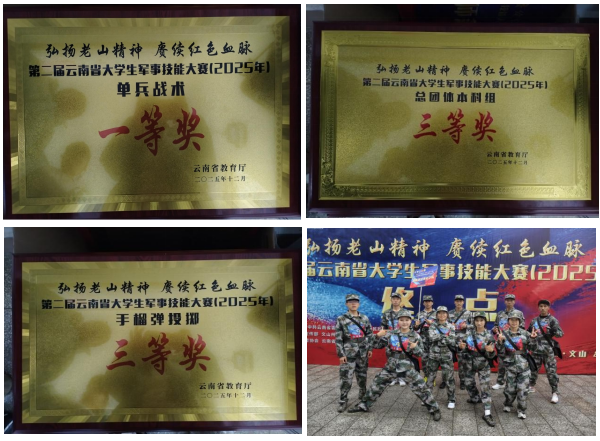 弘扬老山精神 赓续红色血脉
第二届云南省大学生军事技能大赛(2025年)
单兵战术
一等奖
云南省教育厅
二〇二五年十二月
弘扬老山精神 赓续红色血脉
第二届云南省大学生军事技能大赛(2025年)
总团体本科组
三等奖
云南省教育厅
二〇二五年十二月
弘扬老山精神 赓续红色血脉
第二届云南省大学生军事技能大赛(2025年)
手榴弹投掷
三等奖
云南省教育厅
二〇二五年十二月
弘扬老山精神 赓续红色血脉
届云南省大学生军事技能大赛(2025
终点
·文山